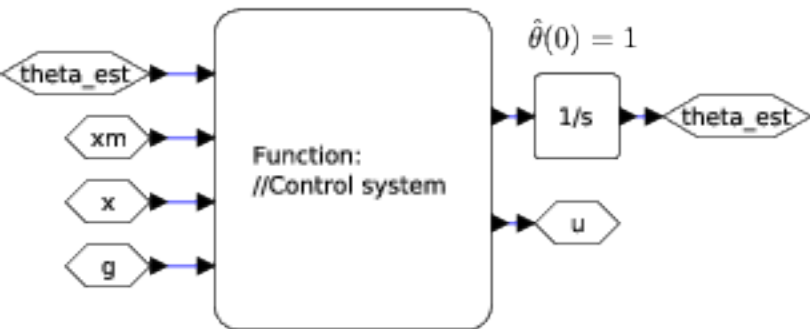 θ̂(0) = 1
theta_est
xm
x
g
Function:
//Control system
1/s
theta_est
u